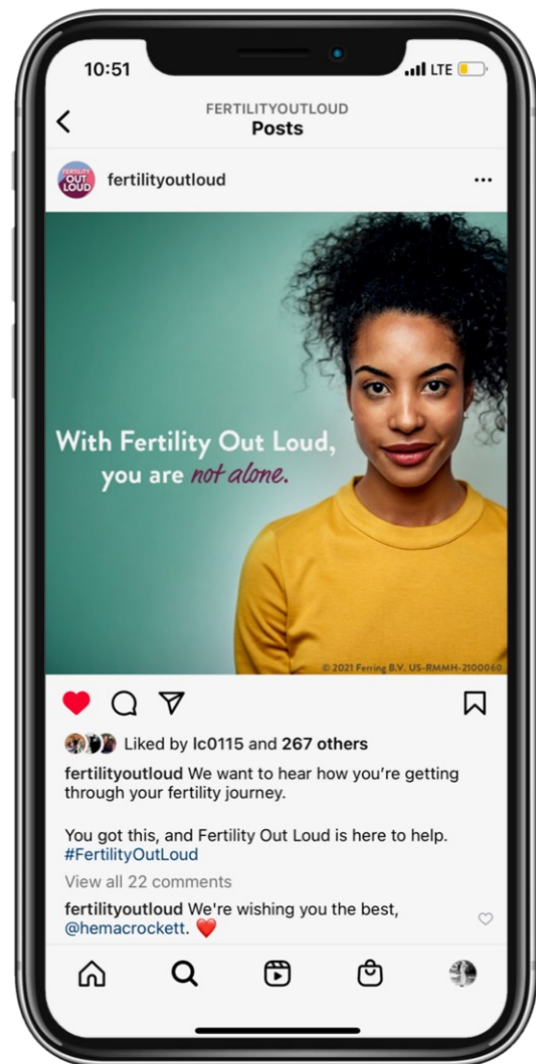 10:51
LTE
FERTILITYOUTLOUD
Posts
FERTILITY
OUT
LOUD
fertilityoutloud
With Fertility Out Loud,
you are not alone.
© 2021 Ferring B.V. US-RMMH-2100060
Liked by lc0115 and 267 others
fertilityoutloud We want to hear how you’re getting
through your fertility journey.
You got this, and Fertility Out Loud is here to help.
#FertilityOutLoud
View all 22 comments
fertilityoutloud We're wishing you the best,
@hemacrockett. ❤️